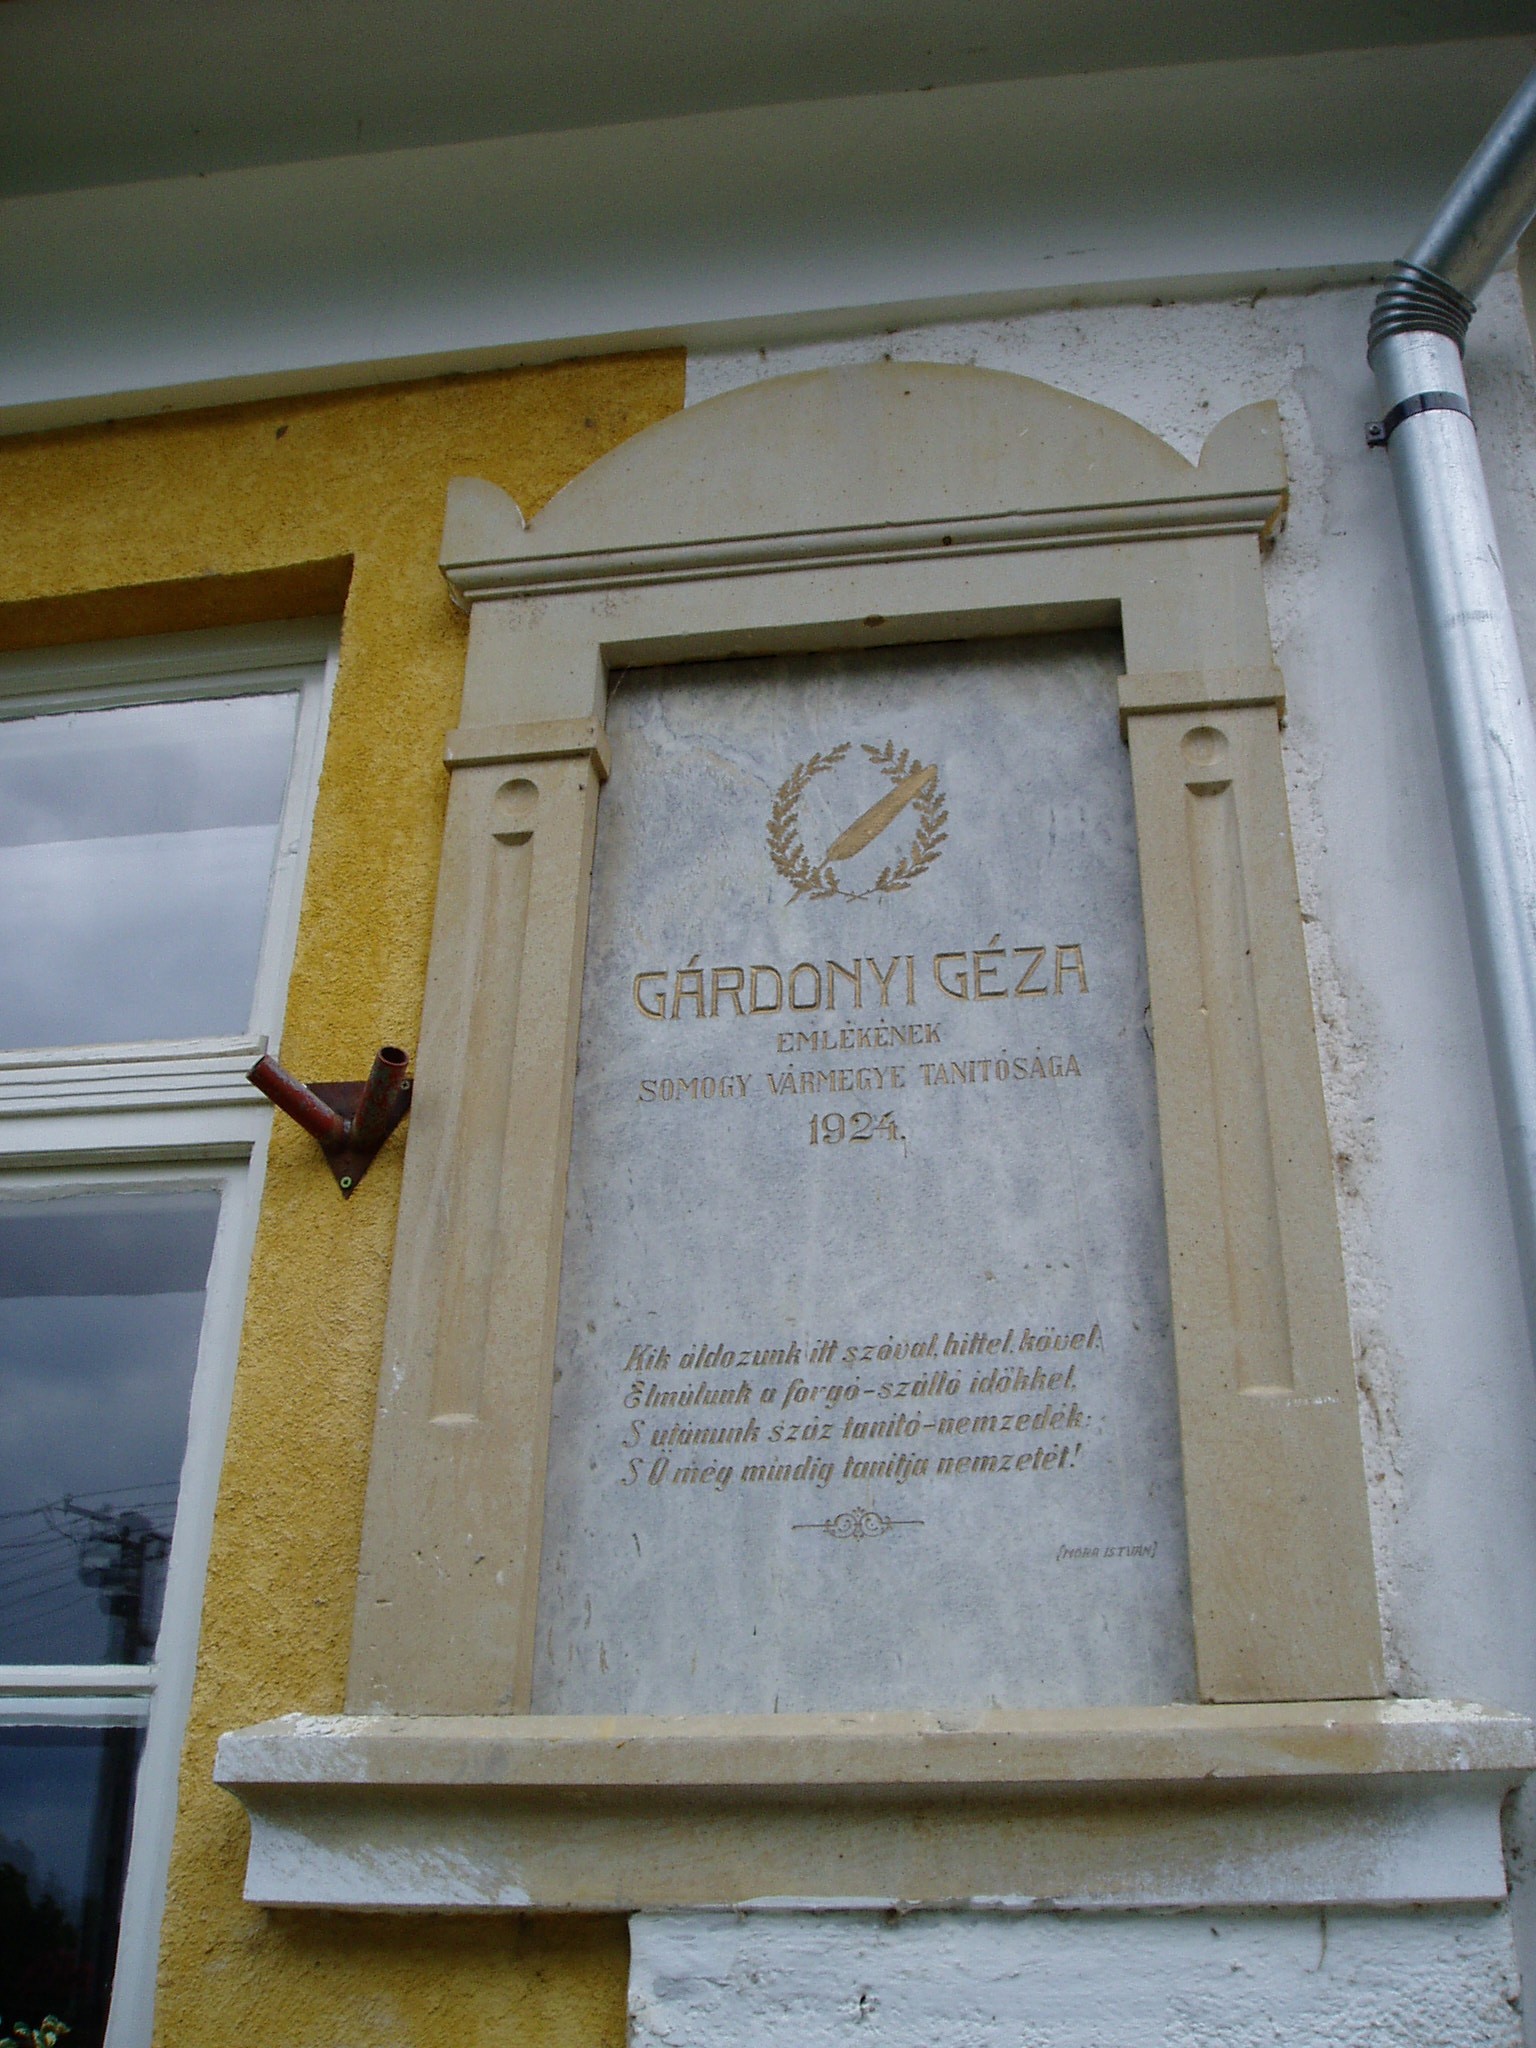 GÁRDONYI GÉZA
EMLÉKÉNEK
SOMOGY VÁRMEGYE TANITÓSÁGA
1924.
Kik áldozunk itt szóval, hittel, kővel:
Elmúlunk a forgó-szálló időkkel,
S utánunk száz tanitó-nemzedék:
S Ő még mindig tanitja nemzetét!
[MÓRA ISTVÁN]